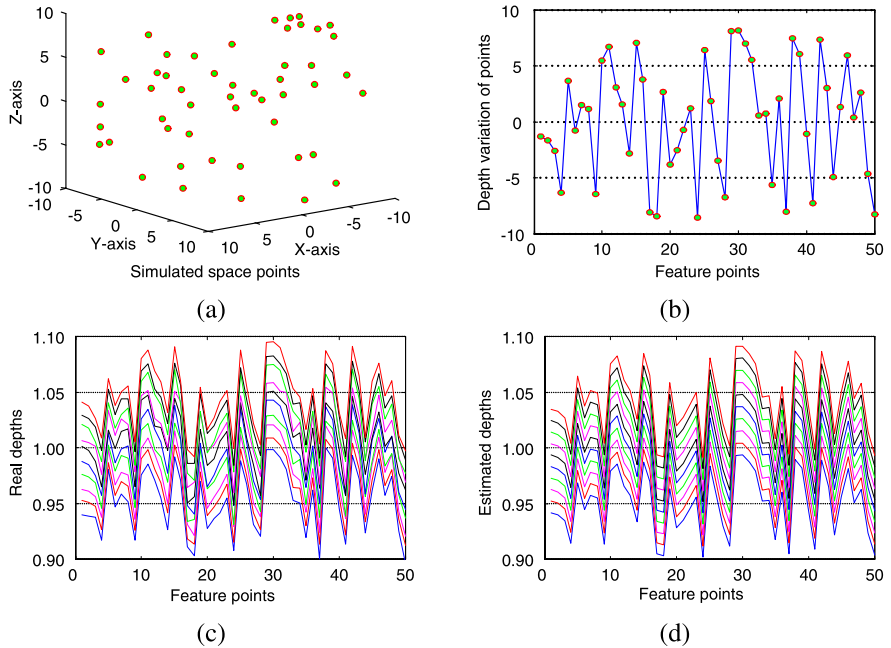 10
5
0
-5
-10
Z-axis
-10
-5
0
5
10
Y-axis
10
5
0
-5
-10
X-axis
Simulated space points
(a)
10
5
0
-5
-10
Depth variation of points
0 10 20 30 40 50
Feature points
(b)
1.10
1.05
1.00
0.95
0.90
Real depths
0 10 20 30 40 50
Feature points
(c)
1.10
1.05
1.00
0.95
0.90
Estimated depths
0 10 20 30 40 50
Feature points
(d)